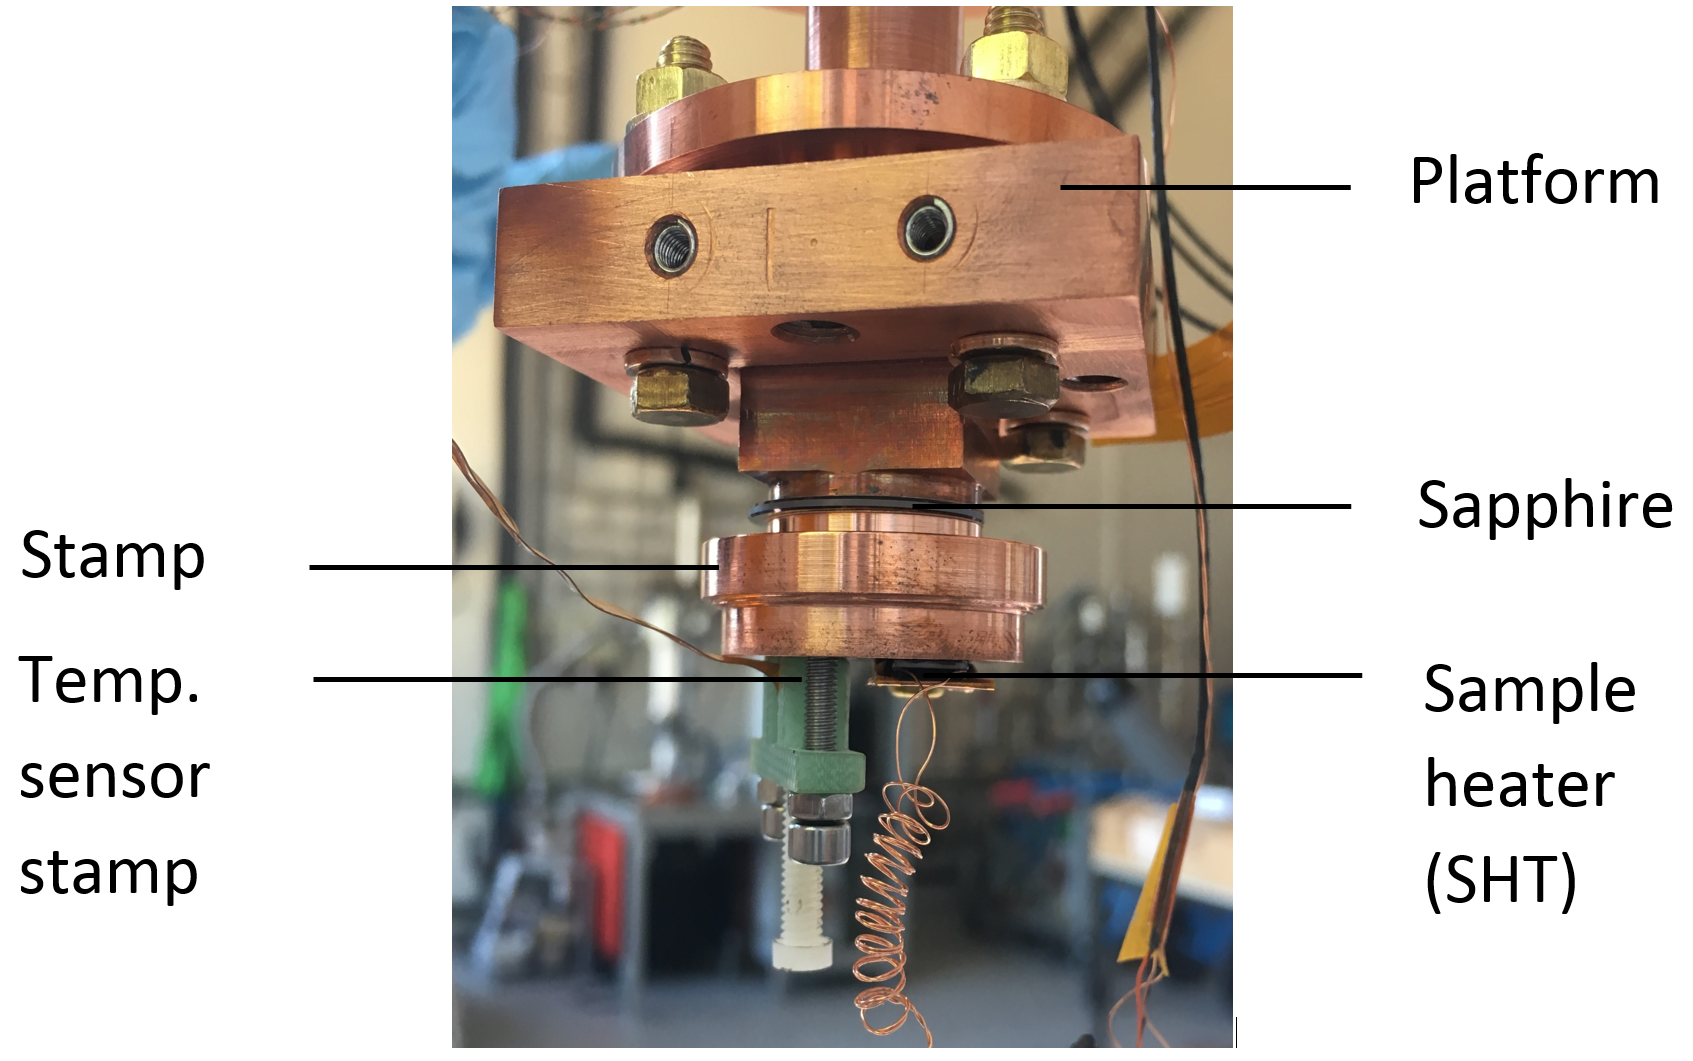 Platform
Sapphire
Stamp
Temp.
sensor
stamp
Sample
heater
(SHT)